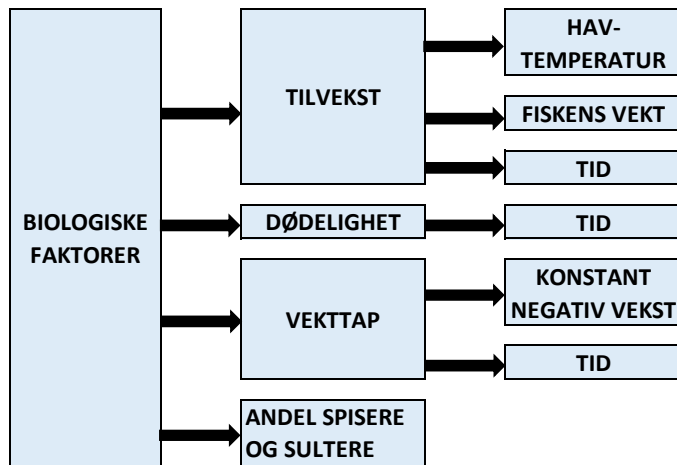 BIOLOGISKE
FAKTORER
TILVEKST
HAV-
TEMPERATUR
FISKENS VEKT
TID
DØDELIGHET
TID
VEKTTAP
KONSTANT
NEGATIV VEKST
TID
ANDEL SPISERE
OG SULTERE